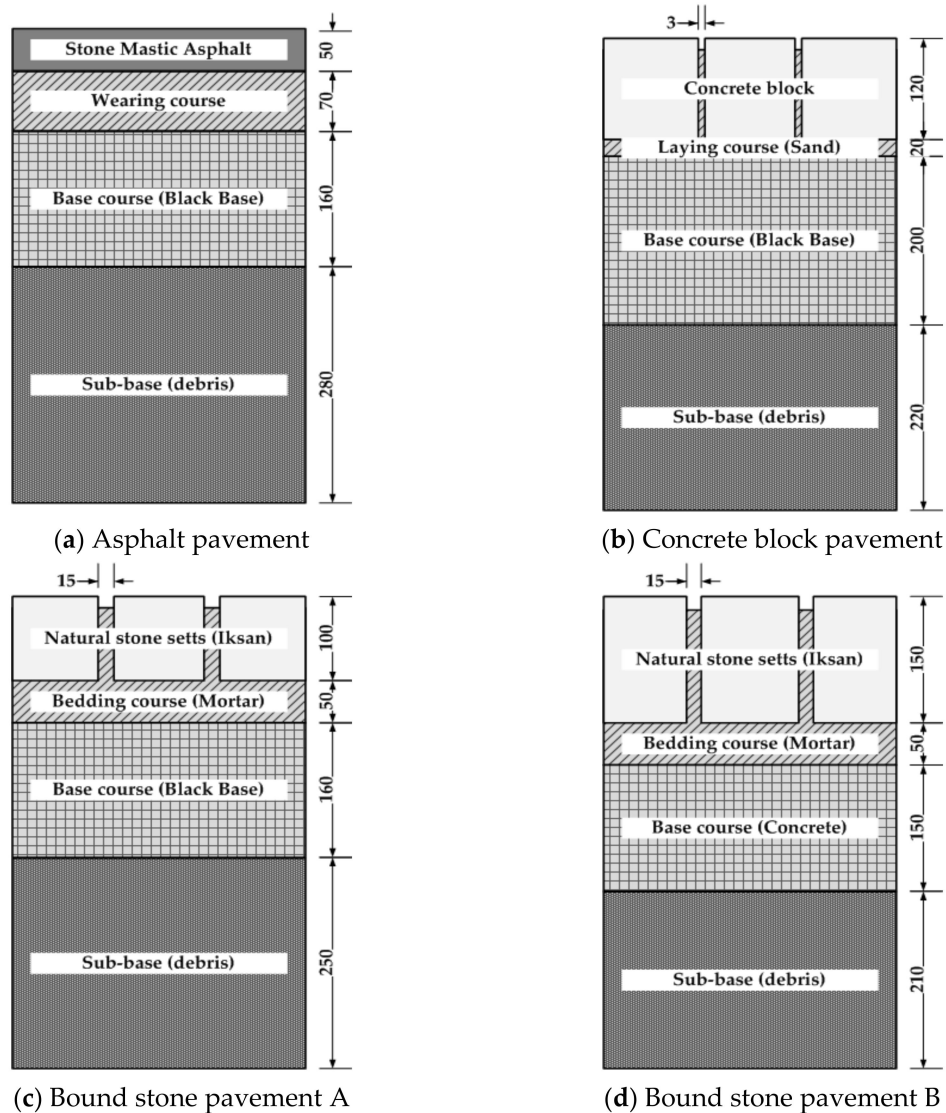 Stone Mastic Asphalt
50
Wearing course
70
Base course (Black Base)
160
Sub-base (debris)
280
(a) Asphalt pavement
3
Concrete block
120
Laying course (Sand)
20
Base course (Black Base)
200
Sub-base (debris)
220
(b) Concrete block pavement
15
Natural stone setts (Iksan)
100
Bedding course (Mortar)
50
Base course (Black Base)
160
Sub-base (debris)
250
(c) Bound stone pavement A
15
Natural stone setts (Iksan)
150
Bedding course (Mortar)
50
Base course (Concrete)
150
Sub-base (debris)
210
(d) Bound stone pavement B